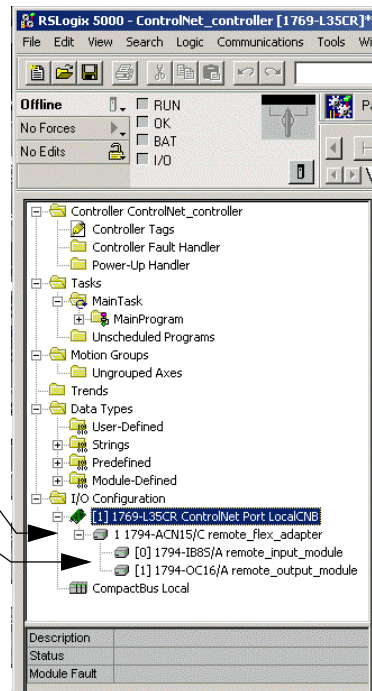 RSLogix 5000 - ControlNet_controller [1769-L35CR]*
File Edit View Search Logic Communications Tools
Offline
RUN
No Forces
OK
BAT
No Edits
I/O
Controller ControlNet_controller
Controller Tags
Controller Fault Handler
Power-Up Handler
Tasks
MainTask
MainProgram
Unscheduled Programs
Motion Groups
Ungrouped Axes
Trends
Data Types
User-Defined
Strings
Predefined
Module-Defined
I/O Configuration
[1] 1769-L35CR ControlNet Port LocalCNB
1 1794-ACN15/C remote_flex_adapter
[0] 1794-IB8S/A remote_input_module
[1] 1794-OC16/A remote_output_module
CompactBus Local
Description
Status
Module Fault